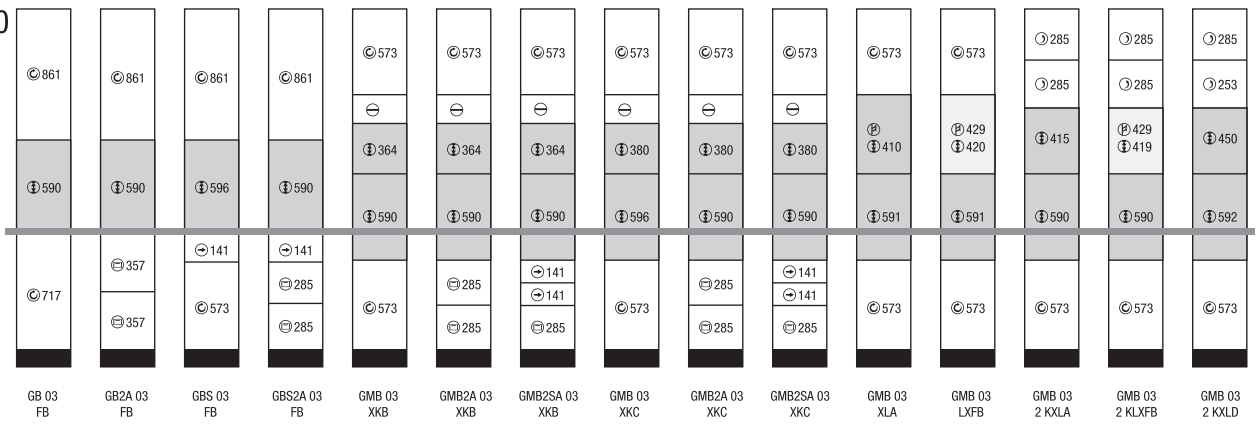 0
861
590
717
GB 03
FB
861
590
357
357
GB2A 03
FB
861
596
141
573
GBS 03
FB
861
590
141
285
285
GBS2A 03
FB
573
364
590
573
GMB 03
XKB
573
364
590
285
285
GMB2A 03
XKB
573
364
590
141
141
285
GMB2SA 03
XKB
573
380
596
573
GMB 03
XKC
573
380
590
285
285
GMB2A 03
XKC
573
380
590
141
141
285
GMB2SA 03
XKC
573
410
591
573
GMB 03
XLA
573
429
420
591
573
GMB 03
LXFB
285
285
415
590
573
GMB 03
2 KXLA
285
285
429
419
590
573
GMB 03
2 KLXFB
285
253
450
592
573
GMB 03
2 KXLD